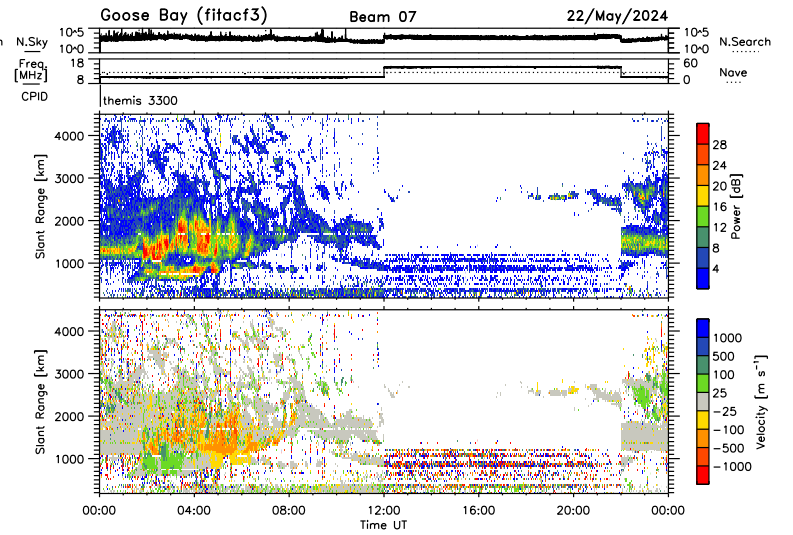 Goose Bay (fitacf3) Beam 07 22/May/2024
n N.Sky 10^5 10^0 10^5 10^0 N.Search
Freq. [MHz] 18 8 60 0 Nave
CPID themis 3300
Slant Range [km] 4000 3000 2000 1000
Power [dB] 28 24 20 16 12 8 4
Slant Range [km] 4000 3000 2000 1000
Velocity [m s⁻¹] 1000 500 100 25 −25 −100 −500 −1000
00:00 04:00 08:00 12:00 16:00 20:00 00:00
Time UT